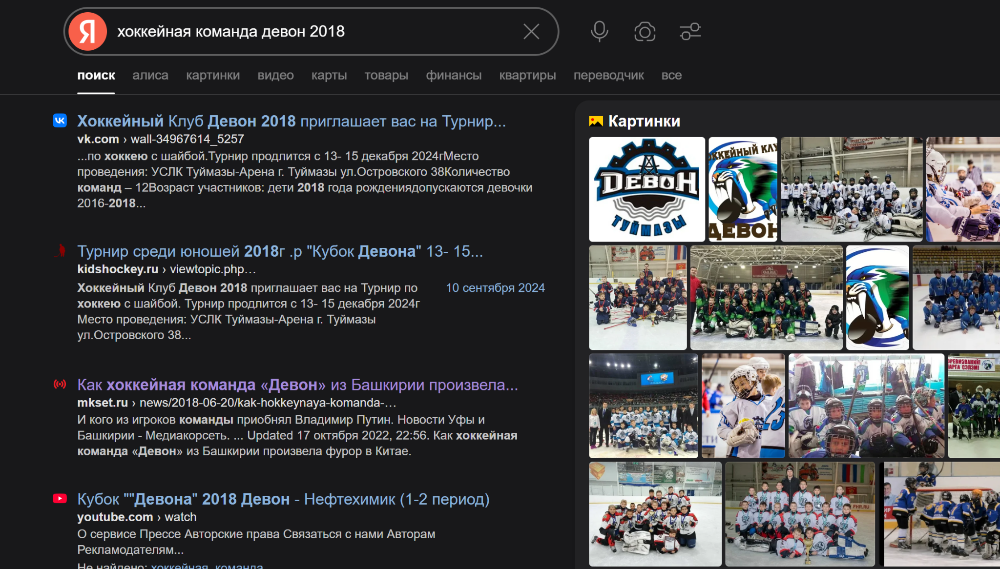 Я хоккейная команда девон 2018
поиск алиса картинки видео карты товары финансы квартиры переводчик все
Хоккейный Клуб Девон 2018 приглашает вас на Турнир...
vk.com › wall-34967614_5257
...по хоккею с шайбой.Турнир продлится с 13- 15 декабря 2024гМесто
проведения: УСЛК Туймазы-Арена г. Туймазы ул.Островского 38Количество
команд – 12Возраст участников: дети 2018 года рождениядопускаются девочки
2016-2018...
Турнир среди юношей 2018г .р "Кубок Девона" 13- 15...
kidshockey.ru › viewtopic.php…
Хоккейный Клуб Девон 2018 приглашает вас на Турнир по
10 сентября 2024
хоккею с шайбой. Турнир продлится с 13- 15 декабря 2024г
Место проведения: УСЛК Туймазы-Арена г. Туймазы
ул.Островского 38...
Как хоккейная команда «Девон» из Башкирии произвела...
mkset.ru › news/2018-06-20/kak-hokkeynaya-komanda-…
И кого из игроков команды приобнял Владимир Путин. Новости Уфы и
Башкирии - Медиакорсеть. ... Updated 17 октября 2022, 22:56. Как хоккейная
команда «Девон» из Башкирии произвела фурор в Китае.
Кубок ""Девона" 2018 Девон - Нефтехимик (1-2 период)
youtube.com › watch
О сервисе Прессе Авторские права Связаться с нами Авторам
Рекламодателям...
Не найдено: хоккейная, команда
Картинки
ДЕВОН
ТУЙМАЗЫ
ОККЕЙНЫЙ КЛУ
ДЕВОН
ПРИВЕТ УЧАСТНИКАМ
СОРЕВНОВАНИЙ!
ОРЕВНОВАНИЙ!
FHR.RU